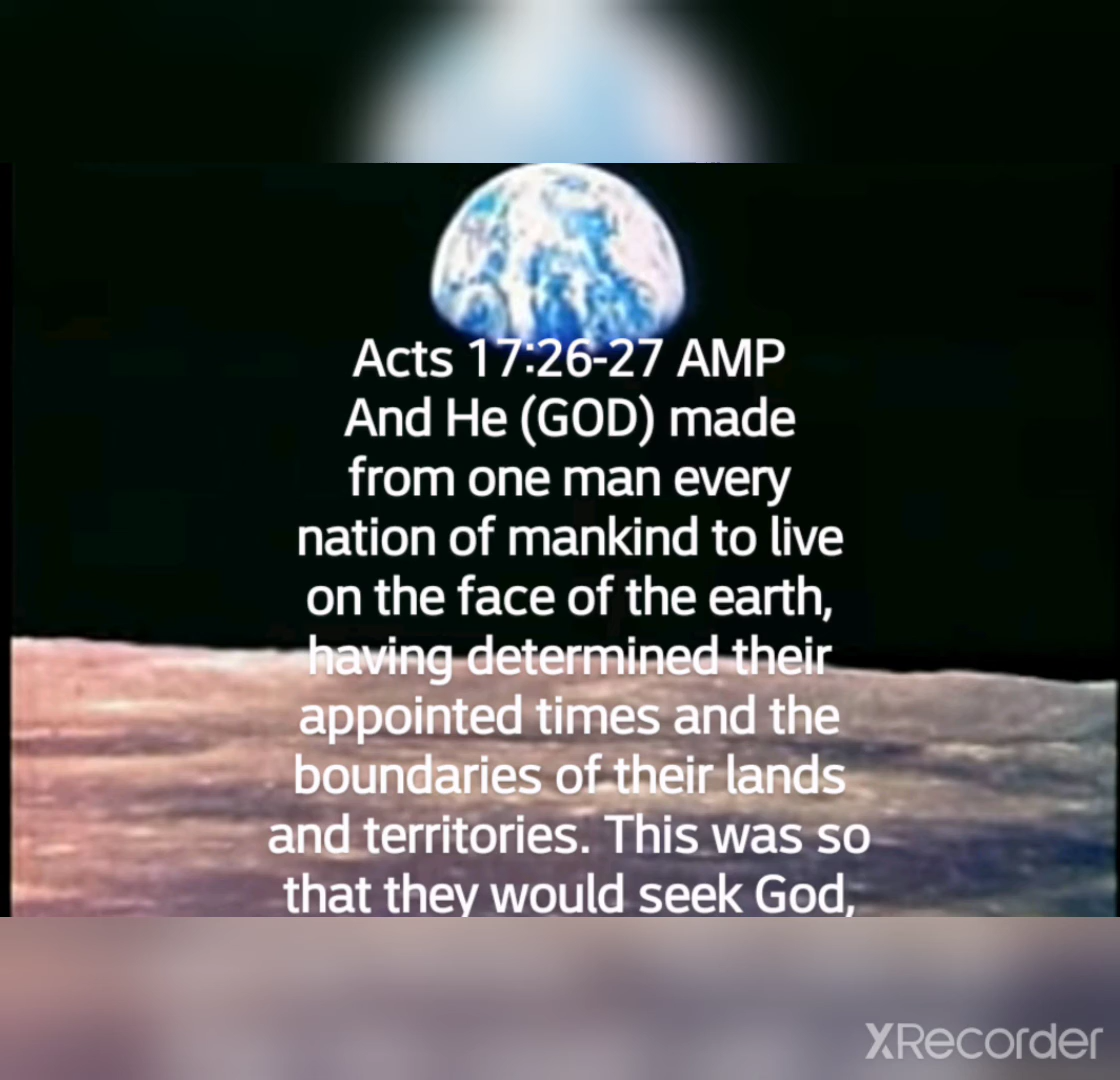 Acts 17:26-27 AMP
And He (GOD) made
from one man every
nation of mankind to live
on the face of the earth,
having determined their
appointed times and the
boundaries of their lands
and territories. This was so
that they would seek God,
XRecorder